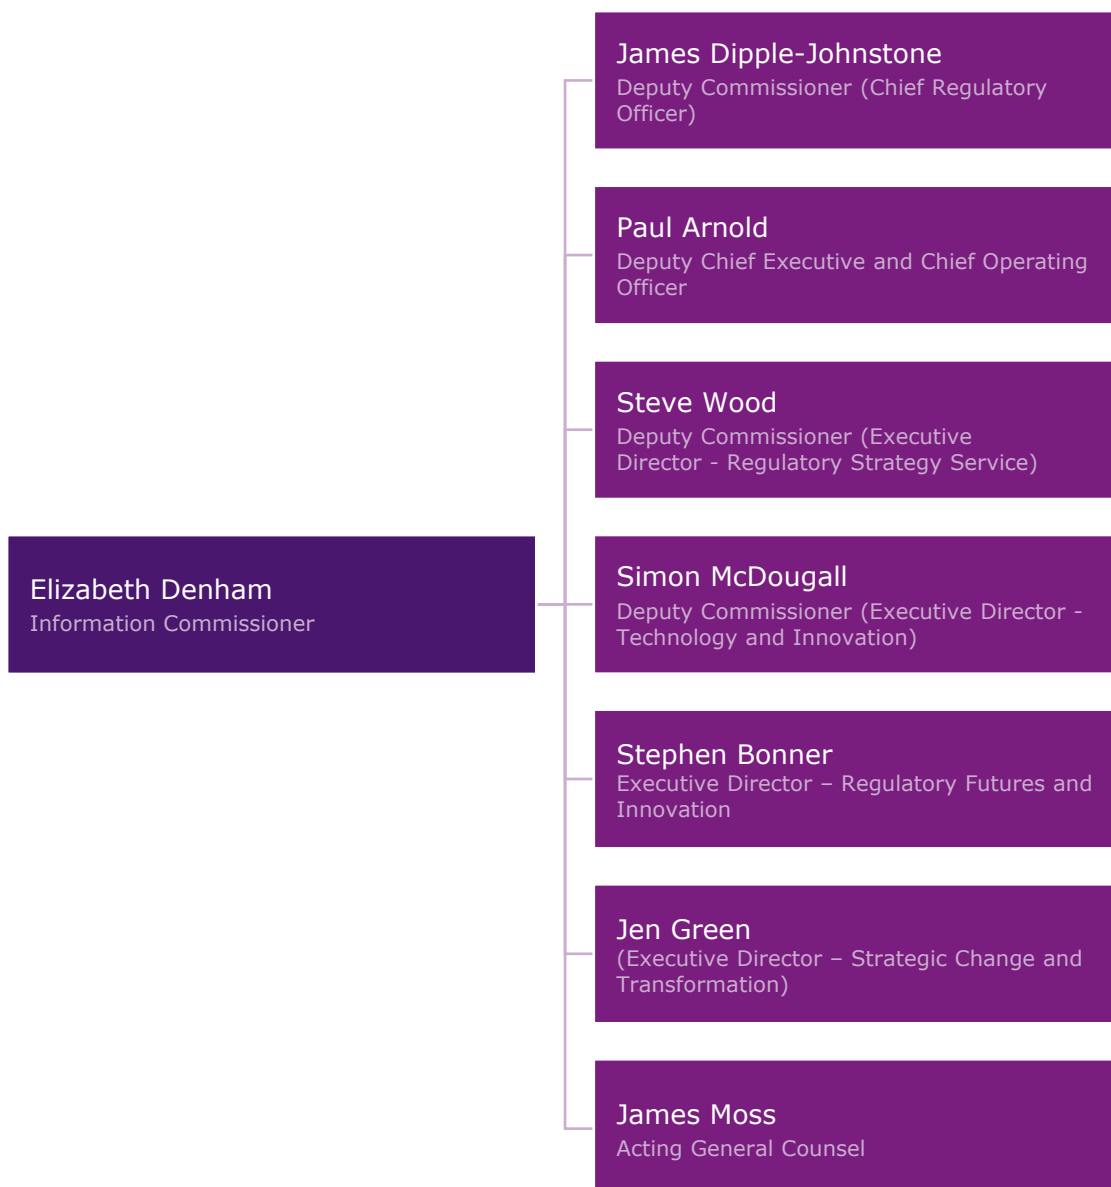 James Dipple-Johnstone
Deputy Commissioner (Chief Regulatory
Officer)
Paul Arnold
Deputy Chief Executive and Chief Operating
Officer
Steve Wood
Deputy Commissioner (Executive
Director - Regulatory Strategy Service)
Elizabeth Denham
Information Commissioner
Simon McDougall
Deputy Commissioner (Executive Director -
Technology and Innovation)
Stephen Bonner
Executive Director – Regulatory Futures and
Innovation
Jen Green
(Executive Director – Strategic Change and
Transformation)
James Moss
Acting General Counsel